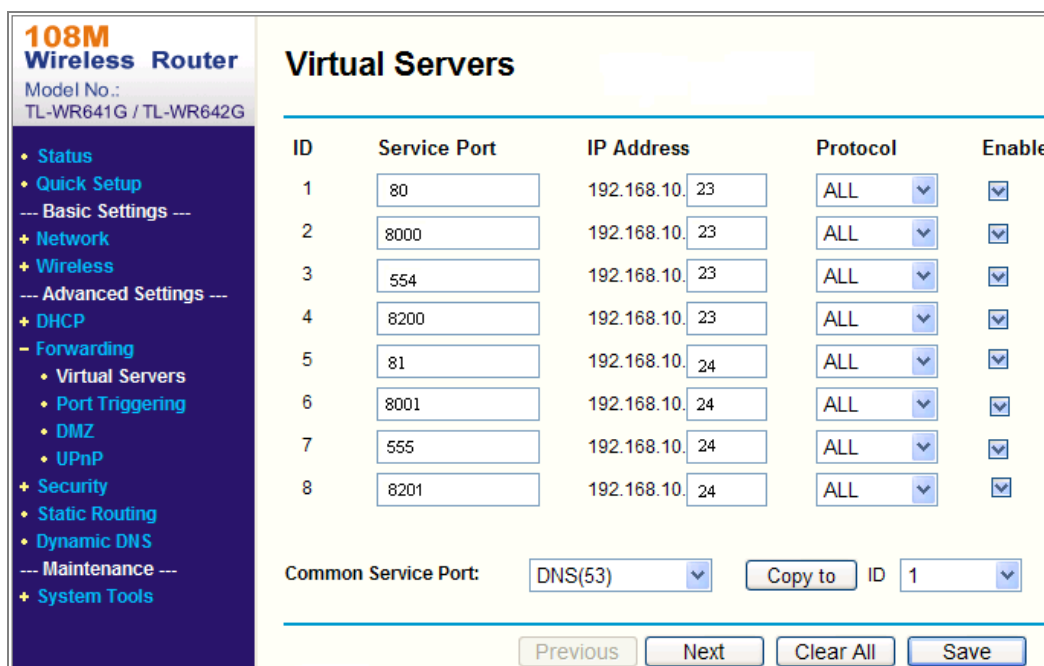 108M
Wireless Router
Model No.:
TL-WR641G / TL-WR642G
Status
Quick Setup
--- Basic Settings ---
+ Network
+ Wireless
--- Advanced Settings ---
+ DHCP
– Forwarding
Virtual Servers
Port Triggering
DMZ
UPnP
+ Security
Static Routing
Dynamic DNS
--- Maintenance ---
+ System Tools
Virtual Servers
ID Service Port IP Address Protocol Enable
1 80 192.168.10. 23 ALL
2 8000 192.168.10. 23 ALL
3 554 192.168.10. 23 ALL
4 8200 192.168.10. 23 ALL
5 81 192.168.10. 24 ALL
6 8001 192.168.10. 24 ALL
7 555 192.168.10. 24 ALL
8 8201 192.168.10. 24 ALL
Common Service Port: DNS(53) Copy to ID 1
Previous Next Clear All Save